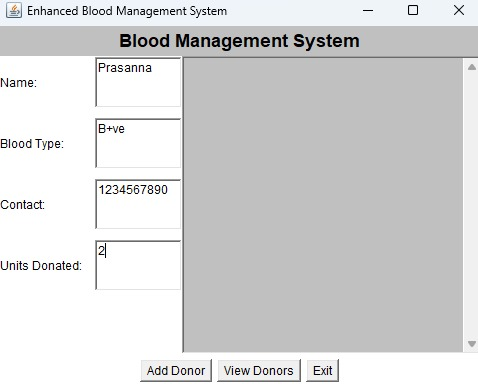 Enhanced Blood Management System
Blood Management System
Name: Prasanna
Blood Type: B+ve
Contact: 1234567890
Units Donated: 2
Add Donor View Donors Exit